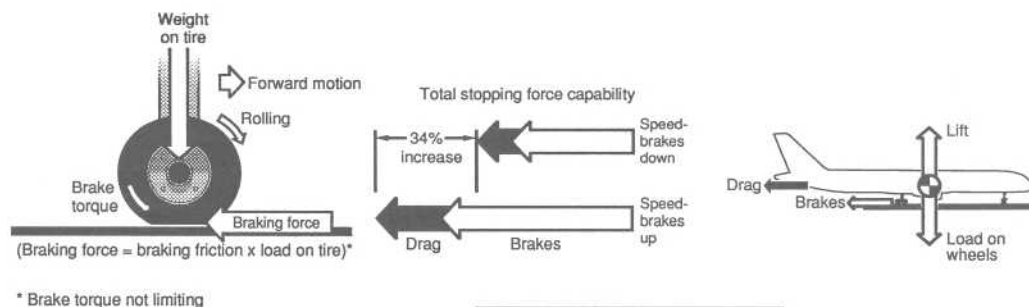 Weight
on tire
Forward motion
Rolling
Brake
torque
Braking force
(Braking force = braking friction x load on tire)*
* Brake torque not limiting
Total stopping force capability
34%
increase
Speed-
brakes
down
Speed-
brakes
up
Drag
Brakes
Lift
Drag
Brakes
Load on
wheels